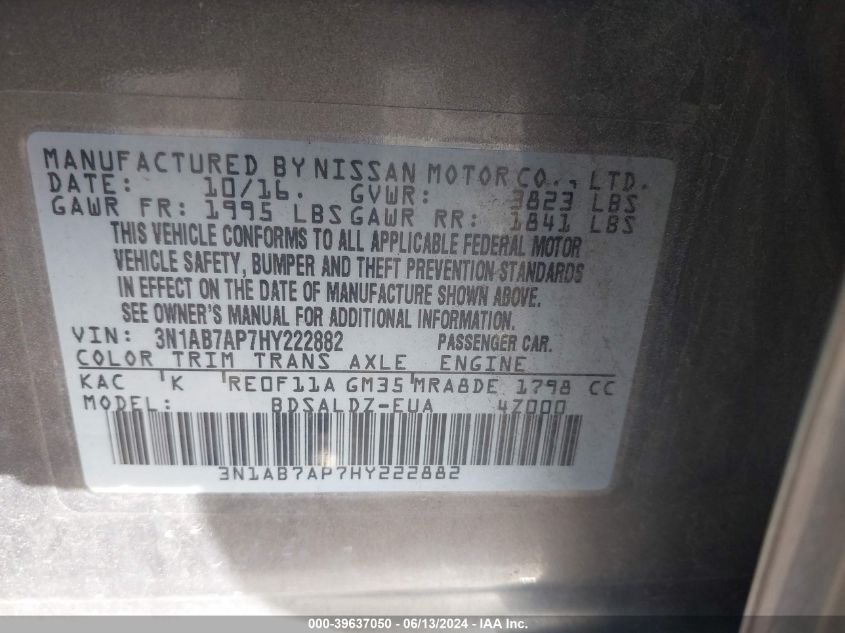 MANUFACTURED BY NISSAN MOTOR CO., LTD.
DATE: 10/16. GVWR: 3823 LBS
GAWR FR: 1995 LBS GAWR RR: 1841 LBS
THIS VEHICLE CONFORMS TO ALL APPLICABLE FEDERAL MOTOR
VEHICLE SAFETY, BUMPER AND THEFT PREVENTION STANDARDS
IN EFFECT ON THE DATE OF MANUFACTURE SHOWN ABOVE.
SEE OWNER'S MANUAL FOR ADDITIONAL INFORMATION.
VIN: 3N1AB7AP7HY222882 PASSENGER CAR.
COLOR TRIM TRANS AXLE ENGINE
KAC K RE0F11A GM35 MRA8DE 1798 CC
MODEL: BDSALDZ-EUA 4Z000
3N1AB7AP7HY222882
000-39637050 - 06/13/2024 - IAA Inc.